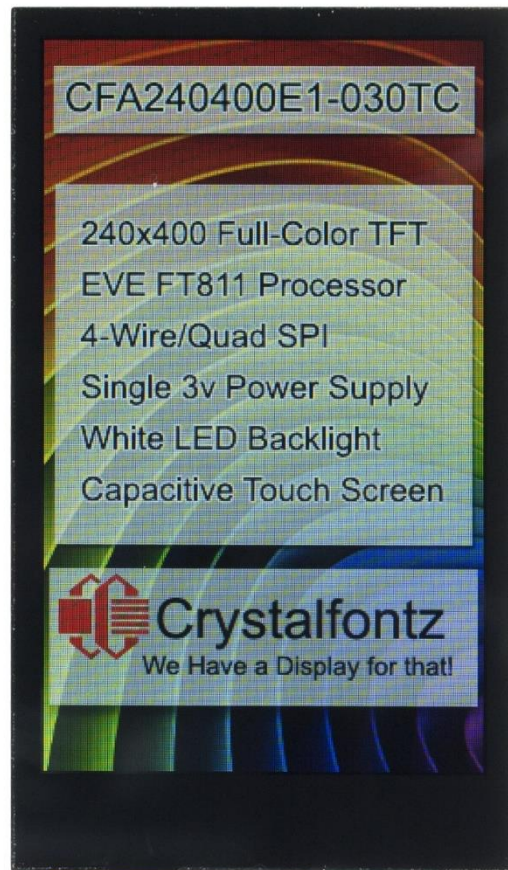 CFA240400E1-030TC
240x400 Full-Color TFT
EVE FT811 Processor
4-Wire/Quad SPI
Single 3v Power Supply
White LED Backlight
Capacitive Touch Screen
Crystalfontz
We Have a Display for that!